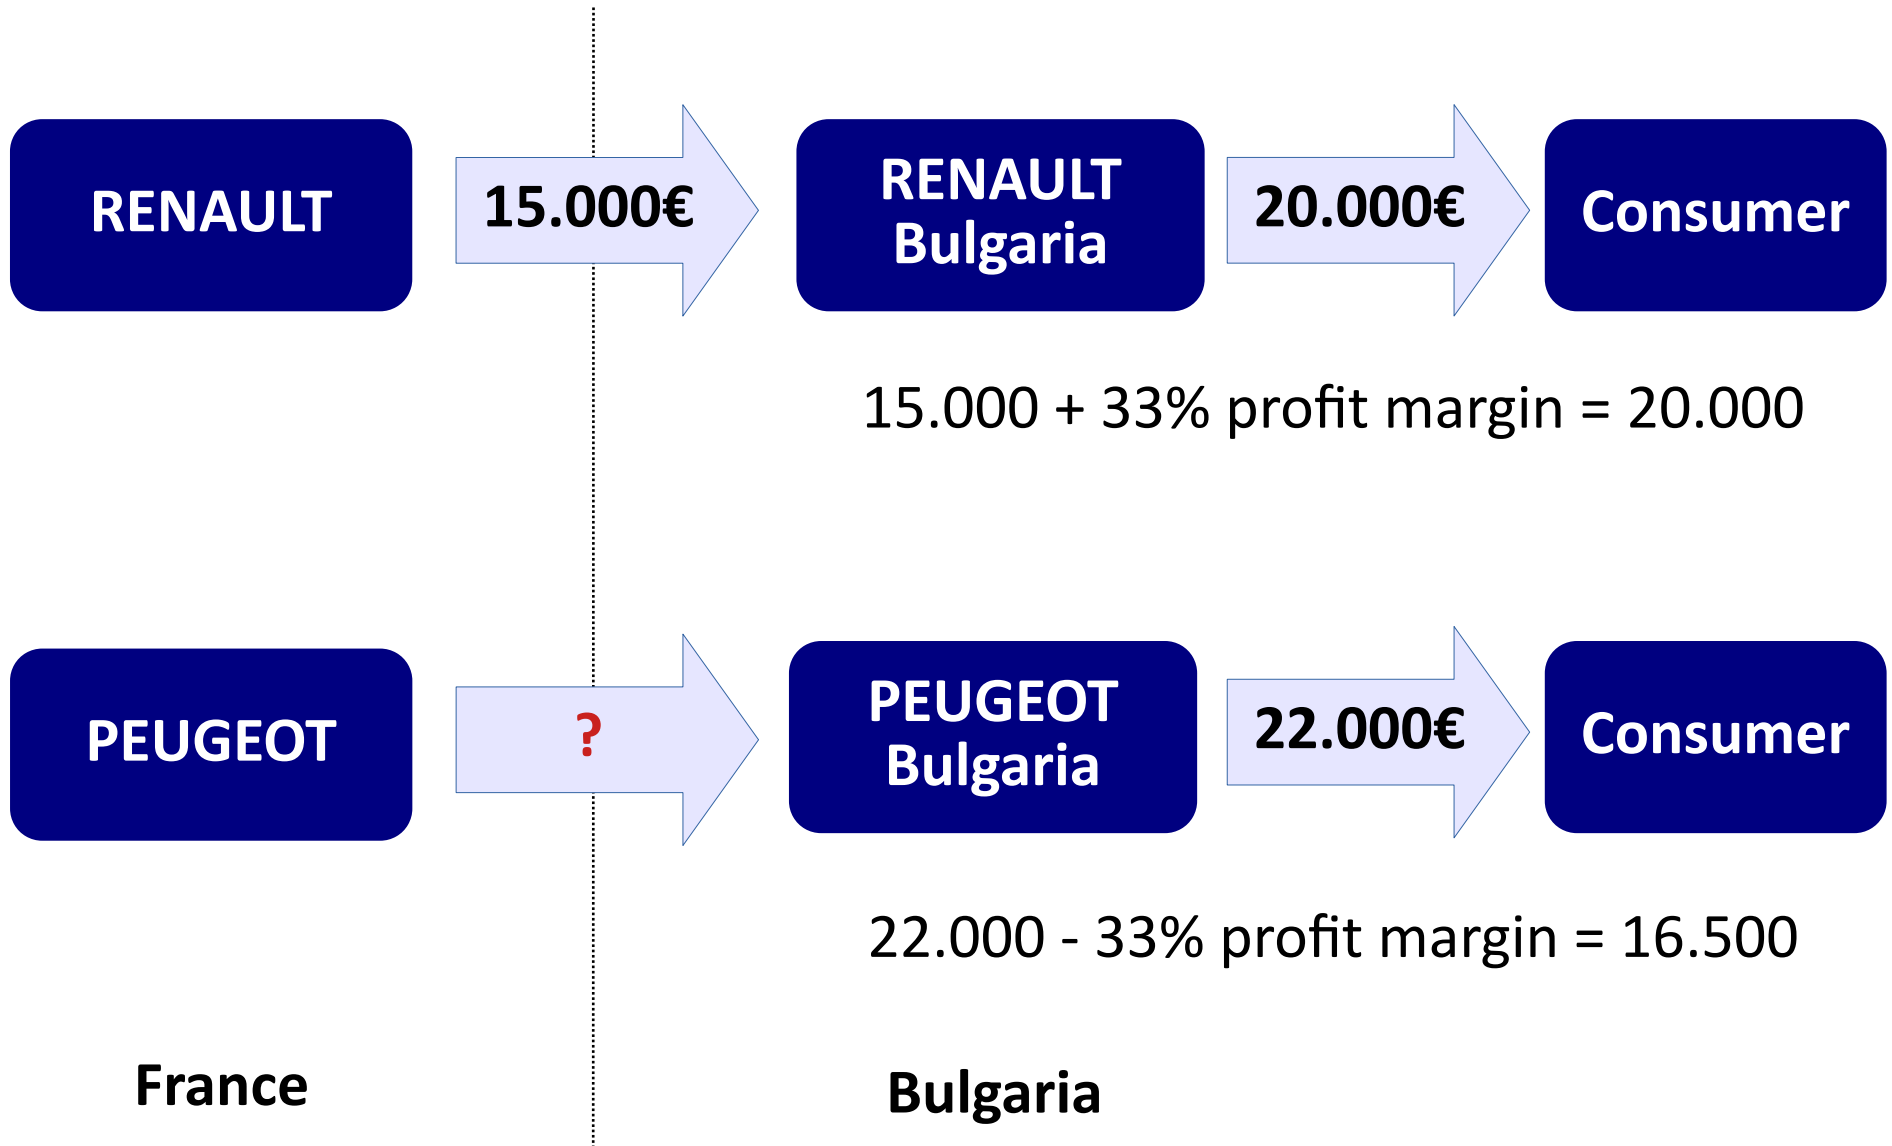 RENAULT
15.000€
RENAULT
Bulgaria
20.000€
Consumer
15.000 + 33% profit margin = 20.000
PEUGEOT
?
PEUGEOT
Bulgaria
22.000€
Consumer
22.000 - 33% profit margin = 16.500
France
Bulgaria